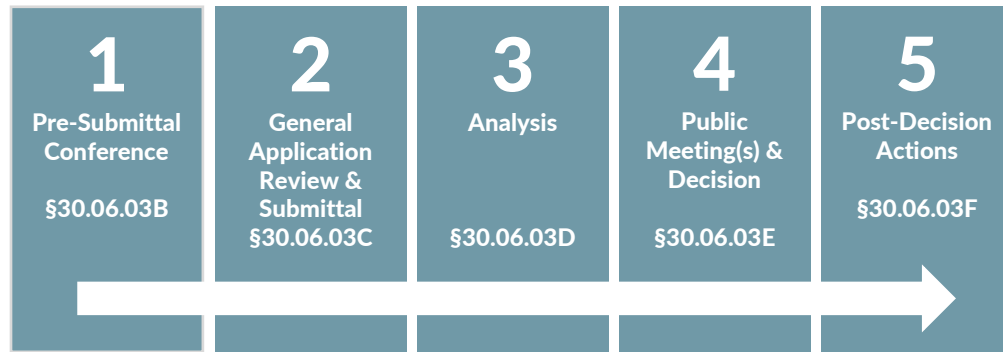 1
Pre-Submittal
Conference
§30.06.03B
2
General
Application
Review &
Submittal
§30.06.03C
3
Analysis
§30.06.03D
4
Public
Meeting(s) &
Decision
§30.06.03E
5
Post-Decision
Actions
§30.06.03F